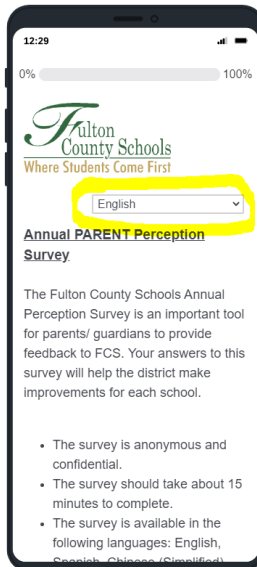 12:29
0% 100%
Fulton
County Schools
Where Students Come First
English
Annual PARENT Perception
Survey
The Fulton County Schools Annual
Perception Survey is an important tool
for parents/ guardians to provide
feedback to FCS. Your answers to this
survey will help the district make
improvements for each school.
• The survey is anonymous and
confidential.
• The survey should take about 15
minutes to complete.
• The survey is available in the
following languages: English,
Spanish, Chinese (Simplified),